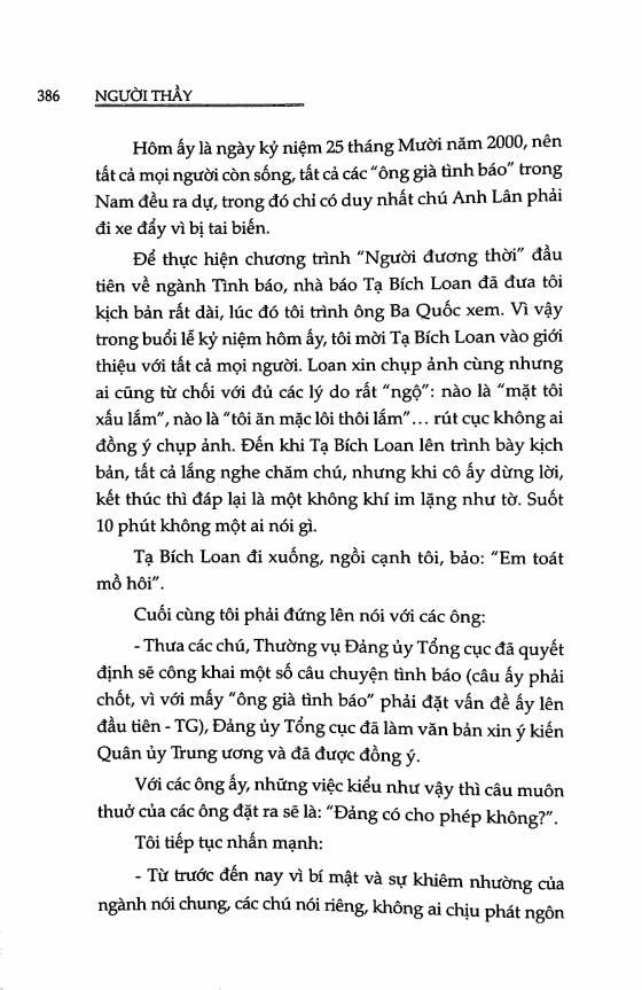 386 NGƯỜI THẦY
Hôm ấy là ngày kỷ niệm 25 tháng Mười năm 2000, nên
tất cả mọi người còn sống, tất cả các "ông già tình báo" trong
Nam đều ra dự, trong đó chỉ có duy nhất chú Anh Lân phải
đi xe đẩy vì bị tai biến.
Để thực hiện chương trình "Người đương thời" đầu
tiên về ngành Tình báo, nhà báo Tạ Bích Loan đã đưa tôi
kịch bản rất dài, lúc đó tôi trình ông Ba Quốc xem. Vì vậy
trong buổi lễ kỷ niệm hôm ấy, tôi mời Tạ Bích Loan vào giới
thiệu với tất cả mọi người. Loan xin chụp ảnh cùng nhưng
ai cũng từ chối với đủ các lý do rất "ngộ": nào là "mặt tôi
xấu lắm", nào là "tôi ăn mặc lôi thôi lắm"... rút cục không ai
đồng ý chụp ảnh. Đến khi Tạ Bích Loan lên trình bày kịch
bản, tất cả lắng nghe chăm chú, nhưng khi cô ấy dừng lời,
kết thúc thì đáp lại là một không khí im lặng như tờ. Suốt
10 phút không một ai nói gì.
Tạ Bích Loan đi xuống, ngồi cạnh tôi, bảo: "Em toát
mồ hôi".
Cuối cùng tôi phải đứng lên nói với các ông:
- Thưa các chú, Thường vụ Đảng ủy Tổng cục đã quyết
định sẽ công khai một số câu chuyện tình báo (câu ấy phải
chốt, vì với mấy "ông già tình báo" phải đặt vấn đề ấy lên
đầu tiên - TG), Đảng ủy Tổng cục đã làm văn bản xin ý kiến
Quân ủy Trung ương và đã được đồng ý.
Với các ông ấy, những việc kiểu như vậy thì câu muôn
thuở của các ông đặt ra sẽ là: "Đảng có cho phép không?".
Tôi tiếp tục nhấn mạnh:
- Từ trước đến nay vì bí mật và sự khiêm nhường của
ngành nói chung, các chú nói riêng, không ai chịu phát ngôn